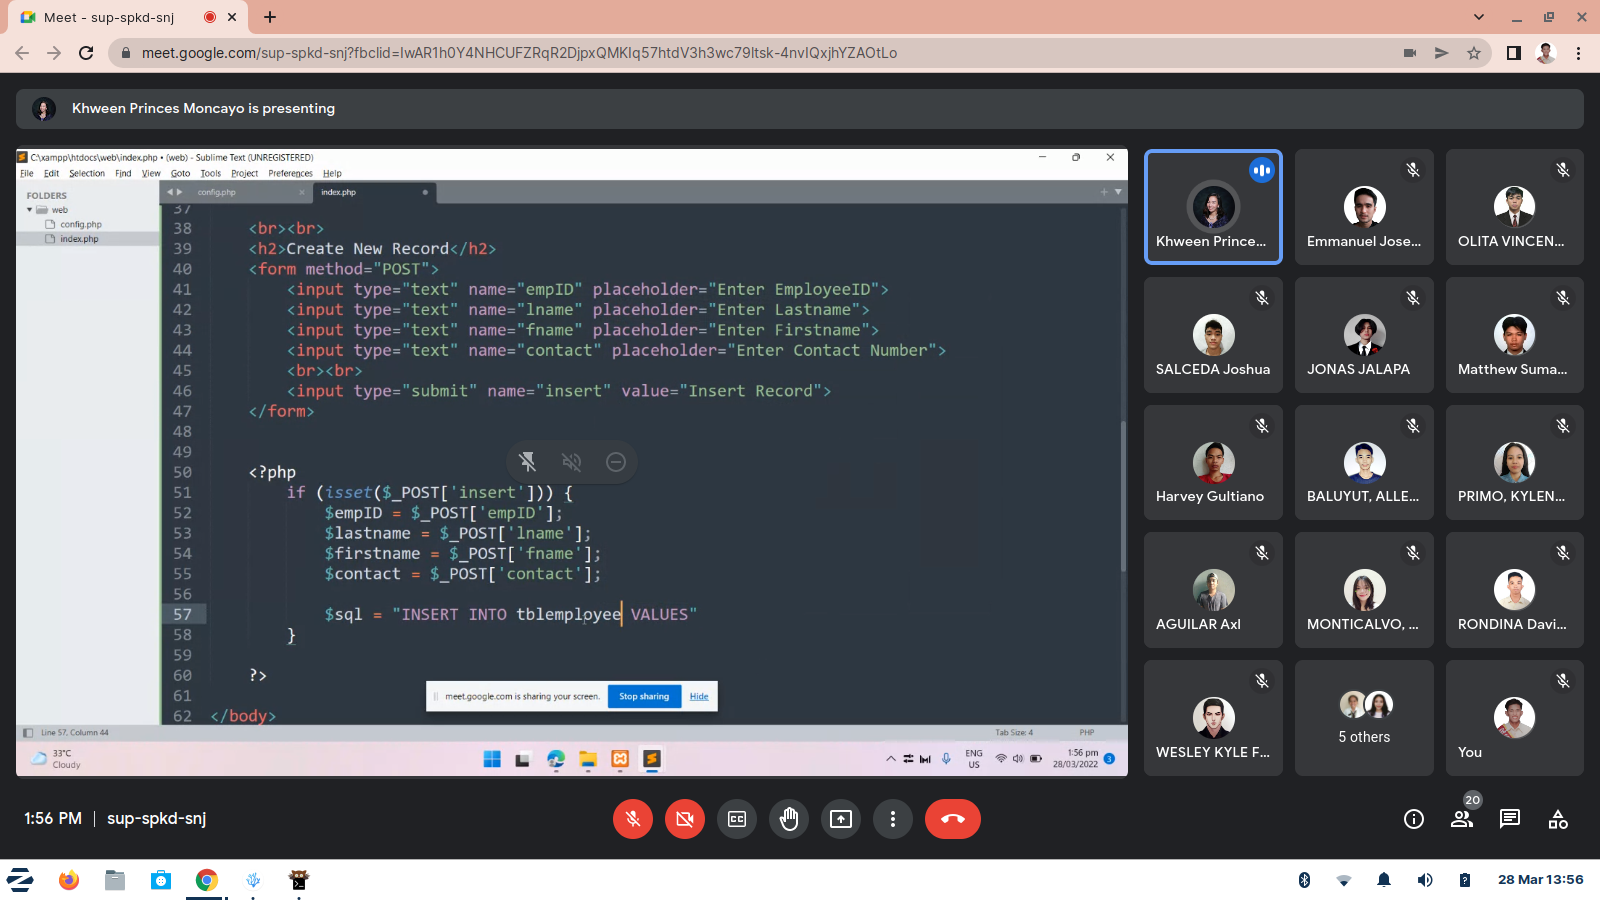 Meet - sup-spkd-snj
meet.google.com/sup-spkd-snj?fbclid=IwAR1h0Y4NHCUFZRqR2DjpxQMKIq57htdV3h3wc79ltsk-4nvIQxjhYZAOtLo
Khween Princes Moncayo is presenting
C:\xampp\htdocs\web\index.php • (web) - Sublime Text (UNREGISTERED)
File Edit Selection Find View Goto Tools Project Preferences Help
FOLDERS
web
config.php
index.php
config.php
index.php
37
38 <br><br>
39 <h2>Create New Record</h2>
40 <form method="POST">
41 <input type="text" name="empID" placeholder="Enter EmployeeID">
42 <input type="text" name="lname" placeholder="Enter Lastname">
43 <input type="text" name="fname" placeholder="Enter Firstname">
44 <input type="text" name="contact" placeholder="Enter Contact Number">
45 <br><br>
46 <input type="submit" name="insert" value="Insert Record">
47 </form>
48
49
50 <?php
51 if (isset($_POST['insert'])) {
52 $empID = $_POST['empID'];
53 $lastname = $_POST['lname'];
54 $firstname = $_POST['fname'];
55 $contact = $_POST['contact'];
56
57 $sql = "INSERT INTO tblemployee VALUES"
58 }
59
60 ?>
61
62 </body>
meet.google.com is sharing your screen. Stop sharing Hide
Line 57, Column 44
Tab Size: 4 PHP
33°C
Cloudy
ENG
US
1:56 pm
28/03/2022
3
Khween Prince...
Emmanuel Jose...
OLITA VINCEN...
SALCEDA Joshua
JONAS JALAPA
Matthew Suma...
Harvey Gultiano
BALUYUT, ALLE...
PRIMO, KYLEN...
AGUILAR Axl
MONTICALVO, ...
RONDINA Davi...
WESLEY KYLE F...
5 others
You
1:56 PM | sup-spkd-snj
20
28 Mar 13:56